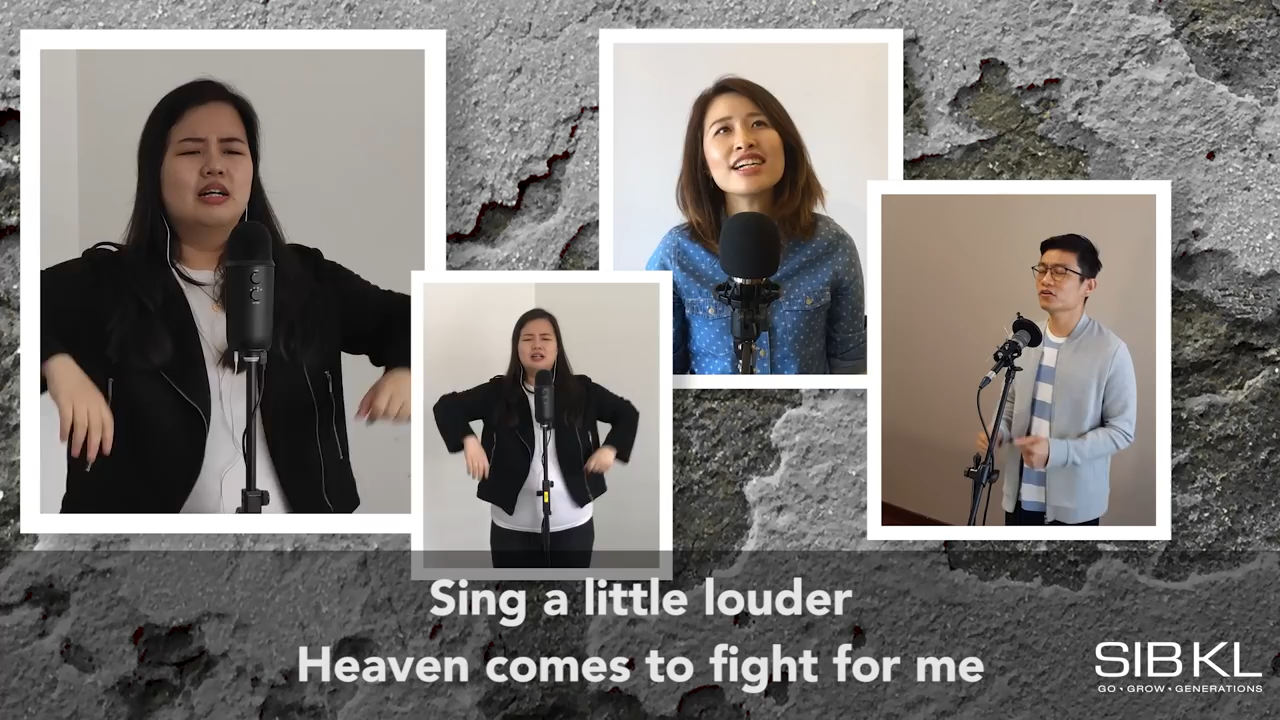 Sing a little louder
Heaven comes to fight for me
SIBKL
GO • GROW • GENERATIONS